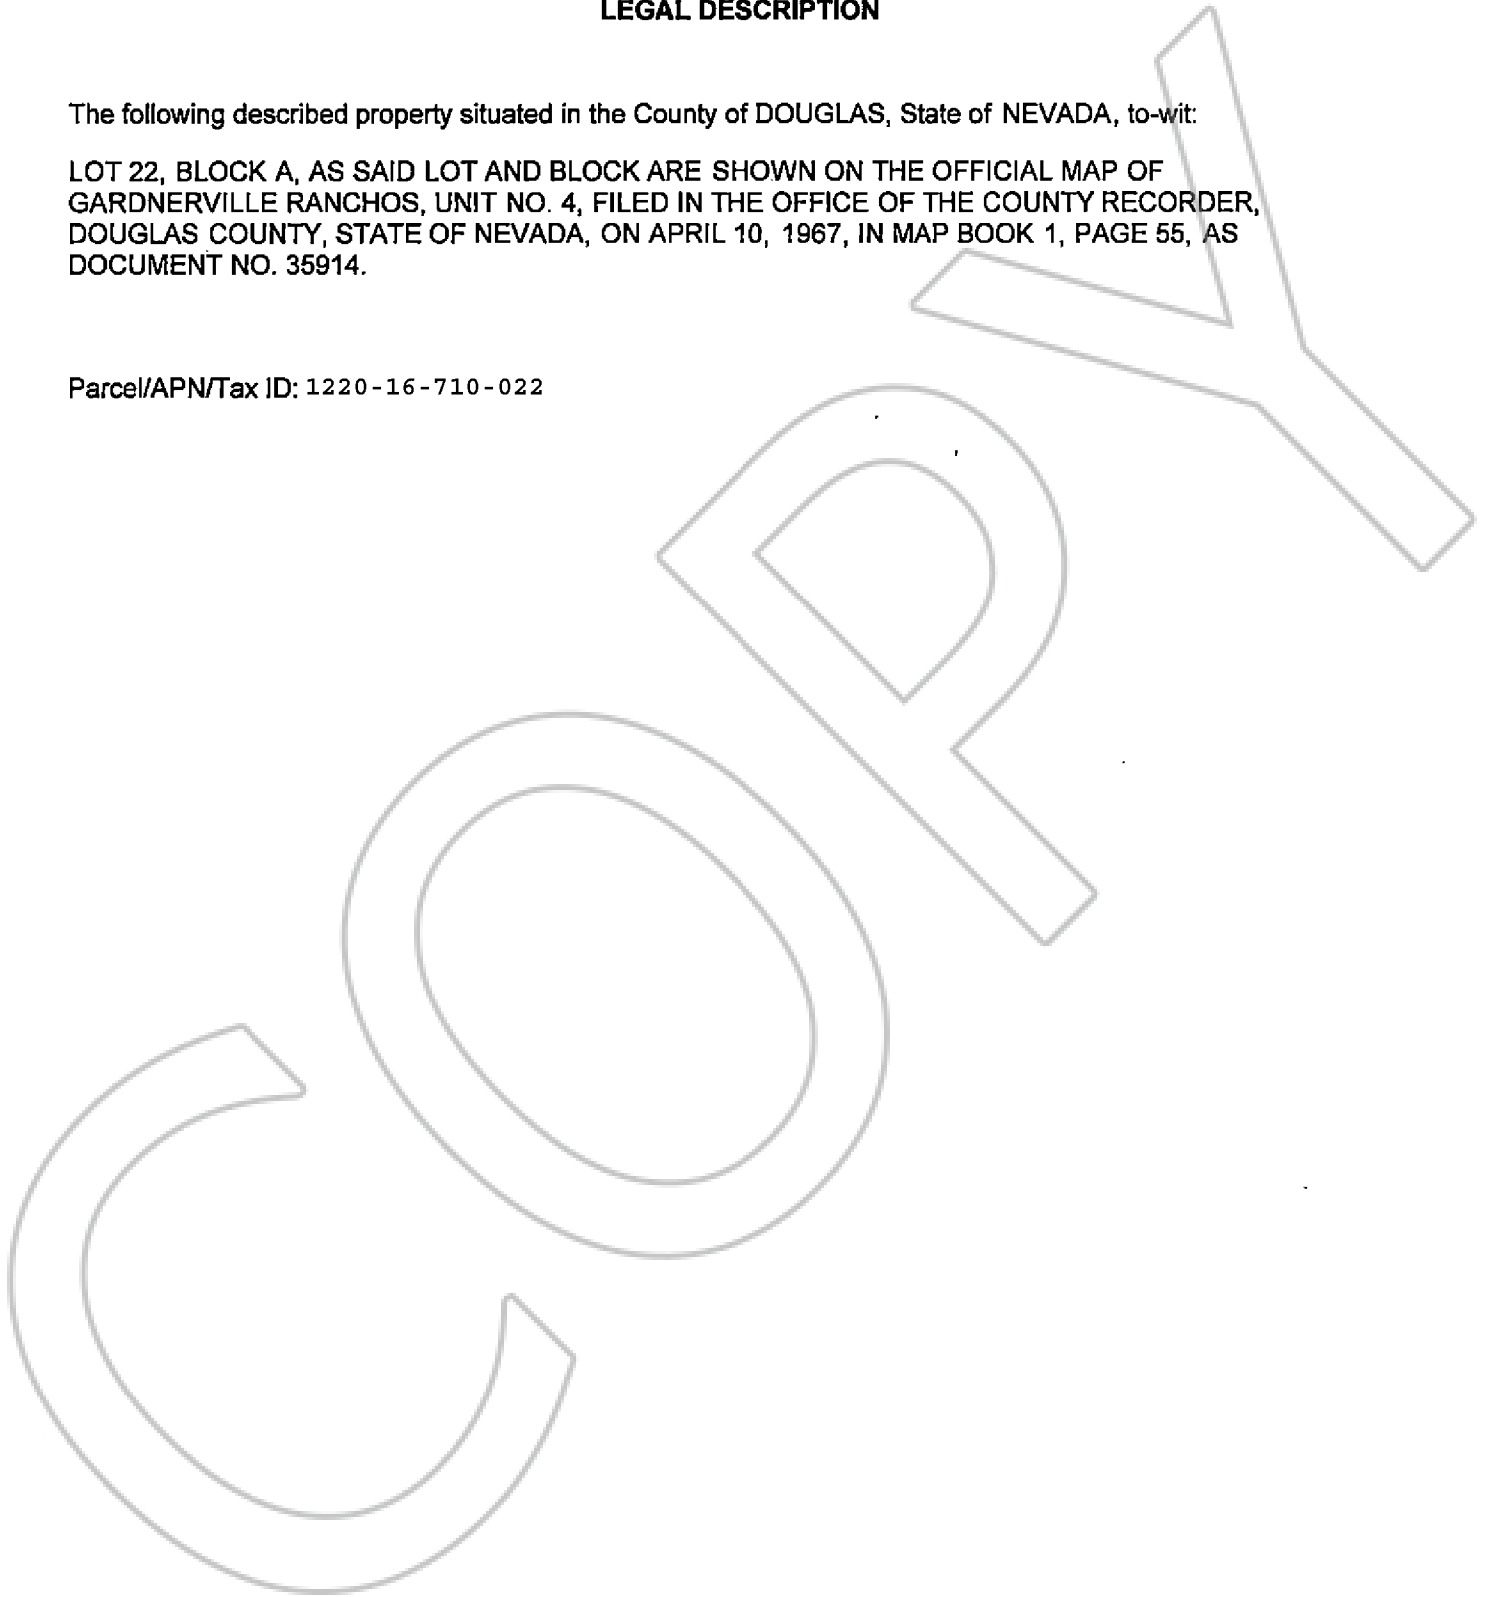 LEGAL DESCRIPTION
The following described property situated in the County of DOUGLAS, State of NEVADA, to-wit:
LOT 22, BLOCK A, AS SAID LOT AND BLOCK ARE SHOWN ON THE OFFICIAL MAP OF
GARDNERVILLE RANCHOS, UNIT NO. 4, FILED IN THE OFFICE OF THE COUNTY RECORDER,
DOUGLAS COUNTY, STATE OF NEVADA, ON APRIL 10, 1967, IN MAP BOOK 1, PAGE 55, AS
DOCUMENT NO. 35914.
Parcel/APN/Tax ID: 1220-16-710-022
COPY